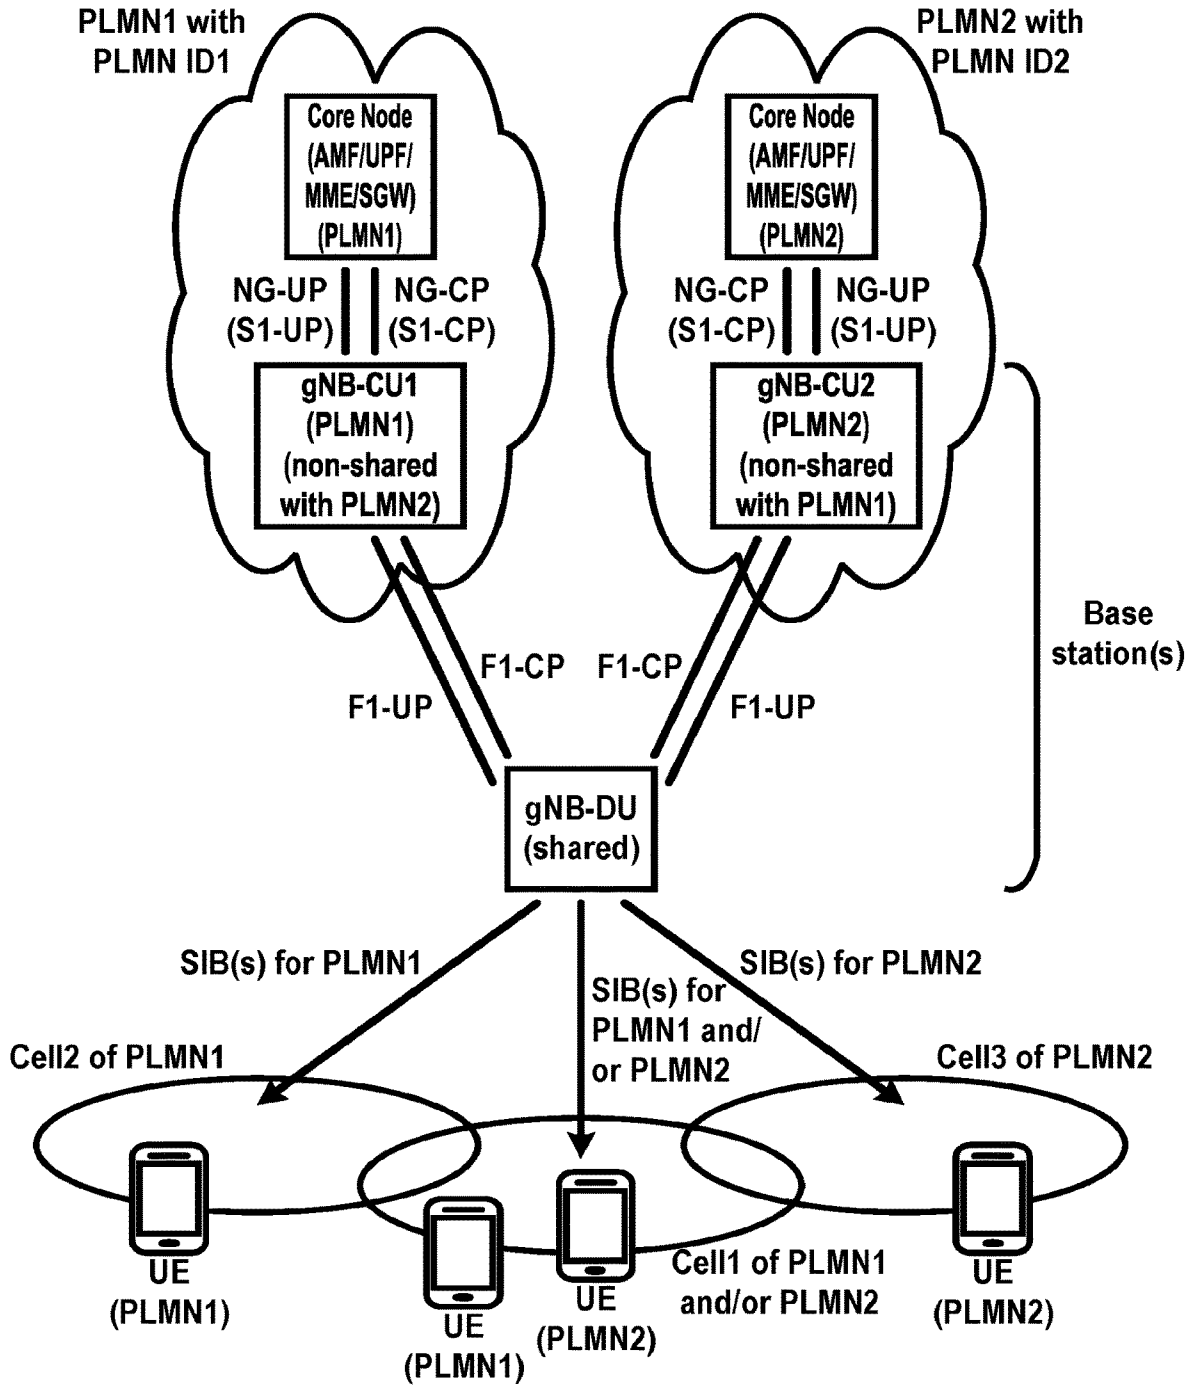 PLMN1 with
PLMN ID1
PLMN2 with
PLMN ID2
Core Node
(AMF/UPF/
MME/SGW)
(PLMN1)
Core Node
(AMF/UPF/
MME/SGW)
(PLMN2)
NG-UP
(S1-UP)
NG-CP
(S1-CP)
NG-CP
(S1-CP)
NG-UP
(S1-UP)
gNB-CU1
(PLMN1)
(non-shared
with PLMN2)
gNB-CU2
(PLMN2)
(non-shared
with PLMN1)
Base
station(s)
F1-CP
F1-UP
F1-CP
F1-UP
gNB-DU
(shared)
SIB(s) for PLMN1
SIB(s) for
PLMN1 and/
or PLMN2
SIB(s) for PLMN2
Cell2 of PLMN1
Cell3 of PLMN2
Cell1 of PLMN1
and/or PLMN2
UE
(PLMN1)
UE
(PLMN1)
UE
(PLMN2)
UE
(PLMN2)